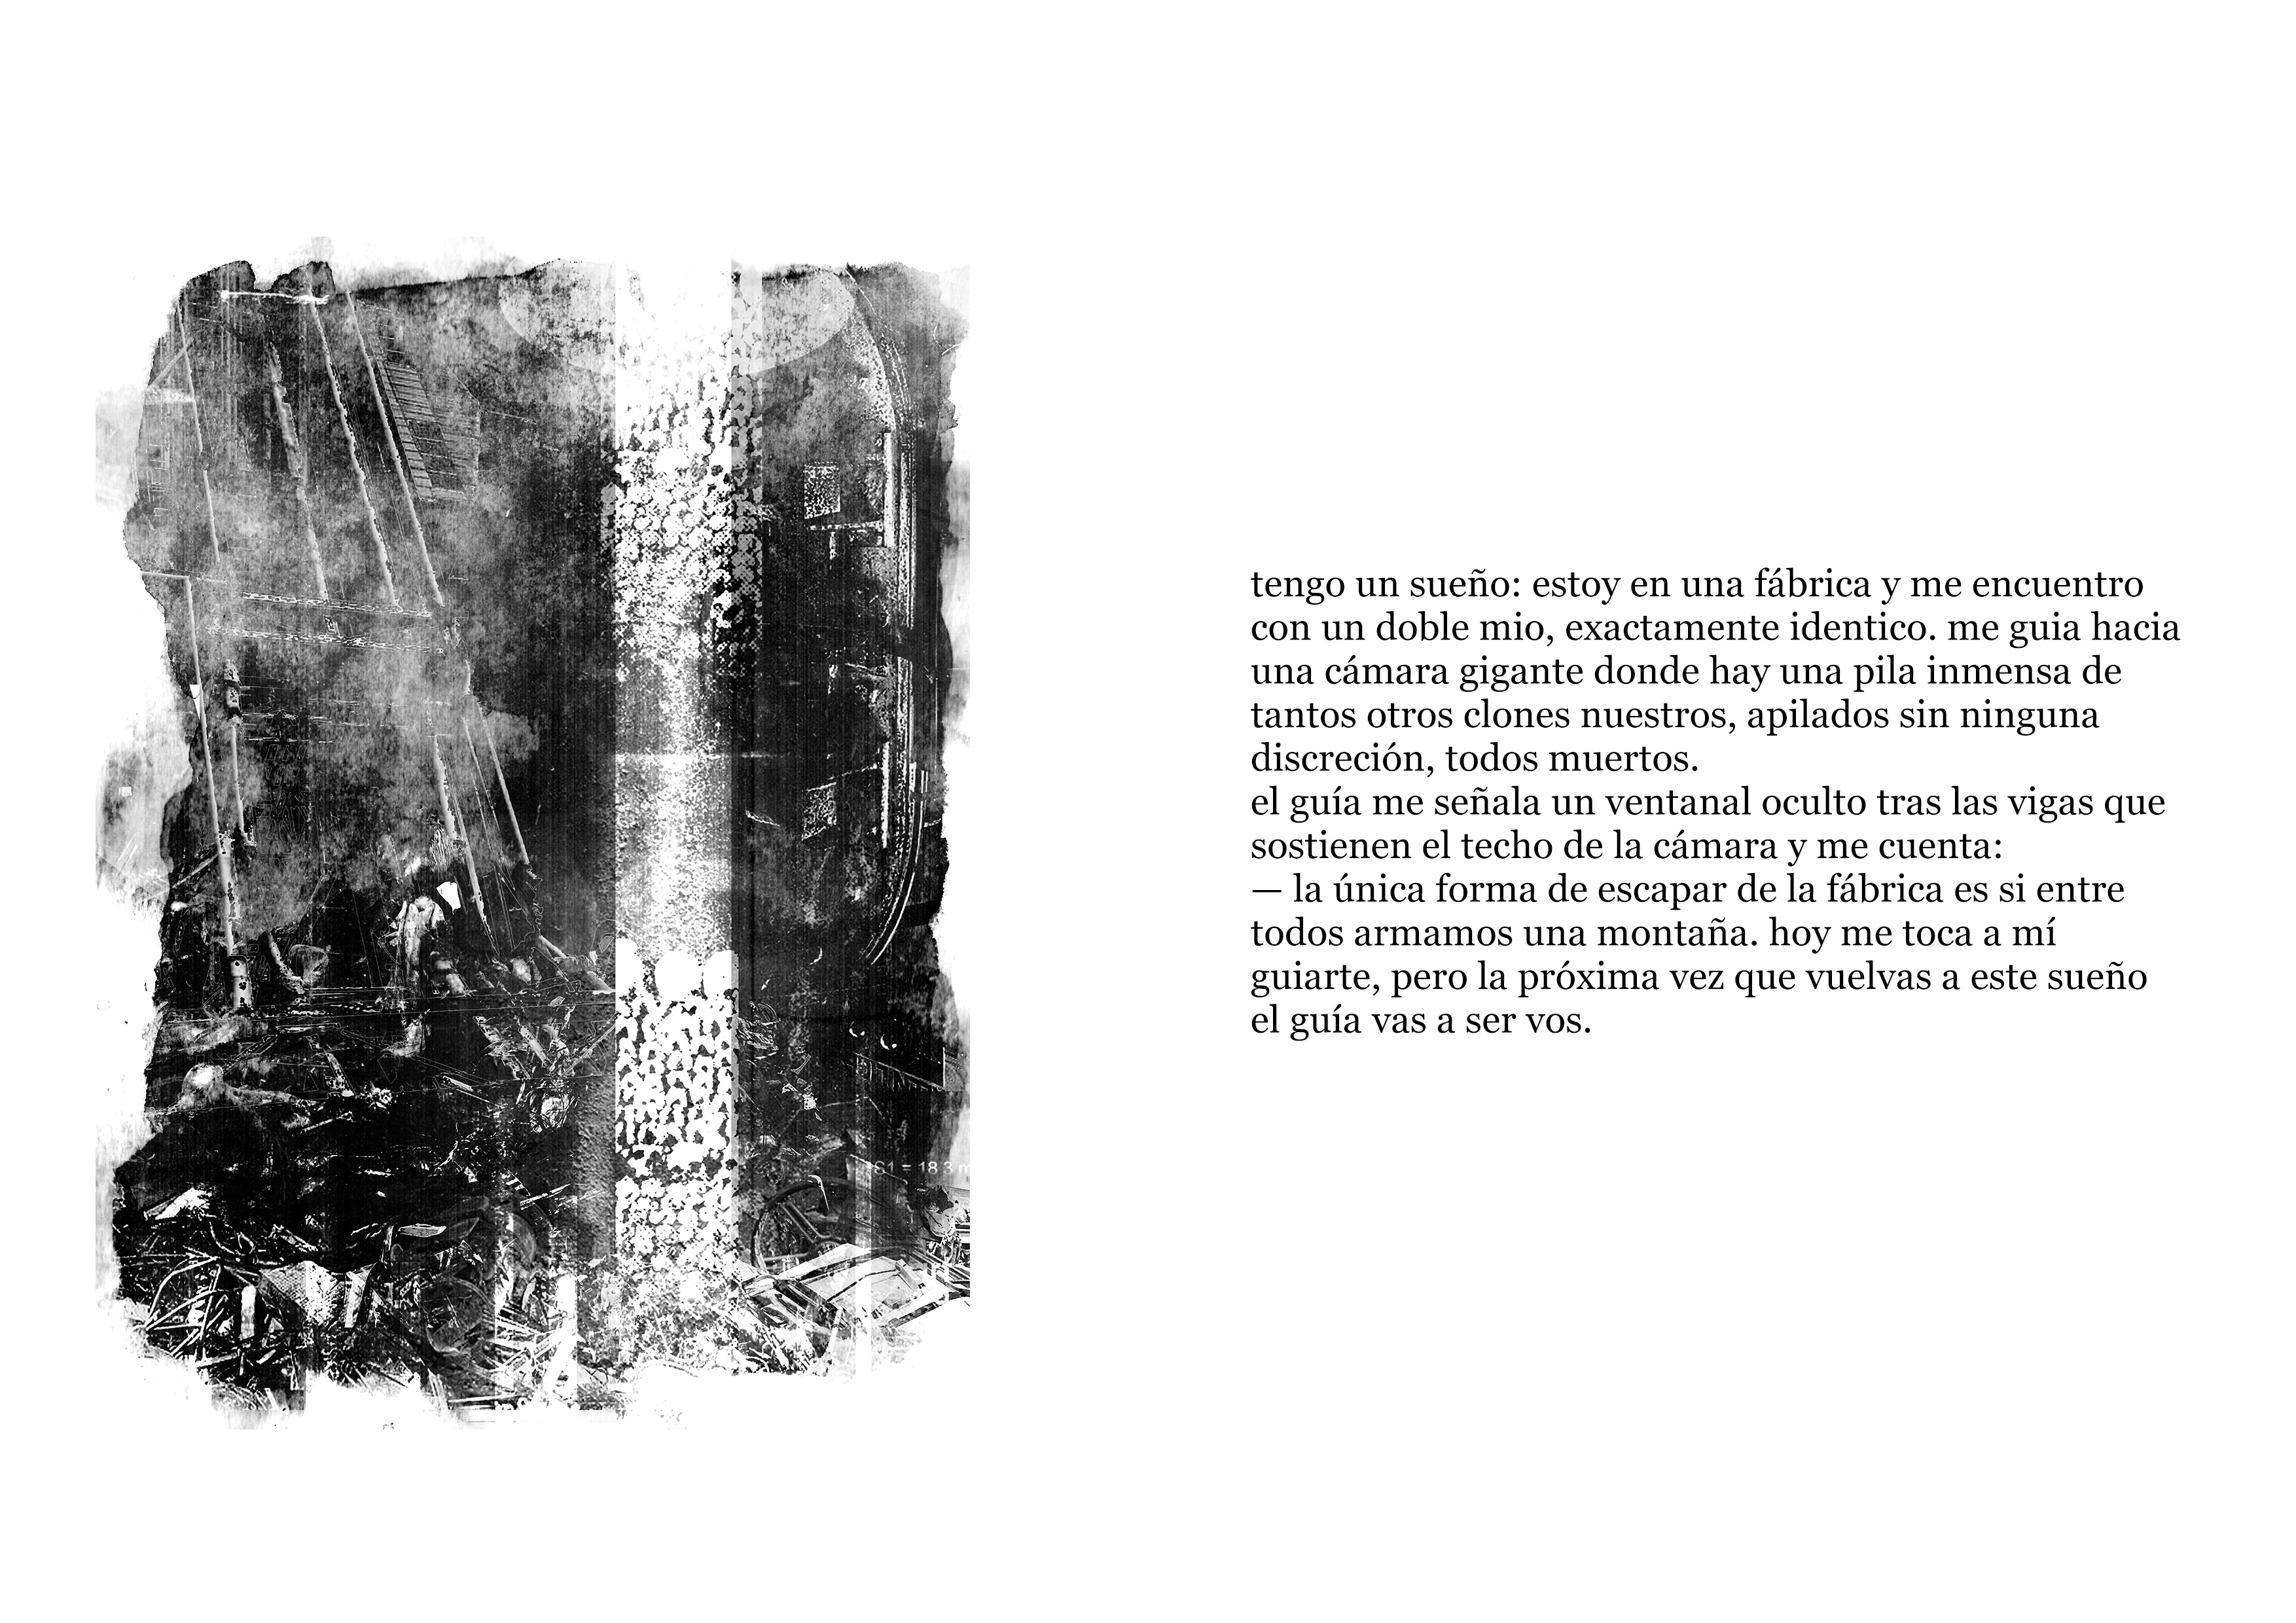 tengo un sueño: estoy en una fábrica y me encuentro
con un doble mio, exactamente identico. me guia hacia
una cámara gigante donde hay una pila inmensa de
tantos otros clones nuestros, apilados sin ninguna
discreción, todos muertos.
el guía me señala un ventanal oculto tras las vigas que
sostienen el techo de la cámara y me cuenta:
— la única forma de escapar de la fábrica es si entre
todos armamos una montaña. hoy me toca a mí
guiarte, pero la próxima vez que vuelvas a este sueño
el guía vas a ser vos.